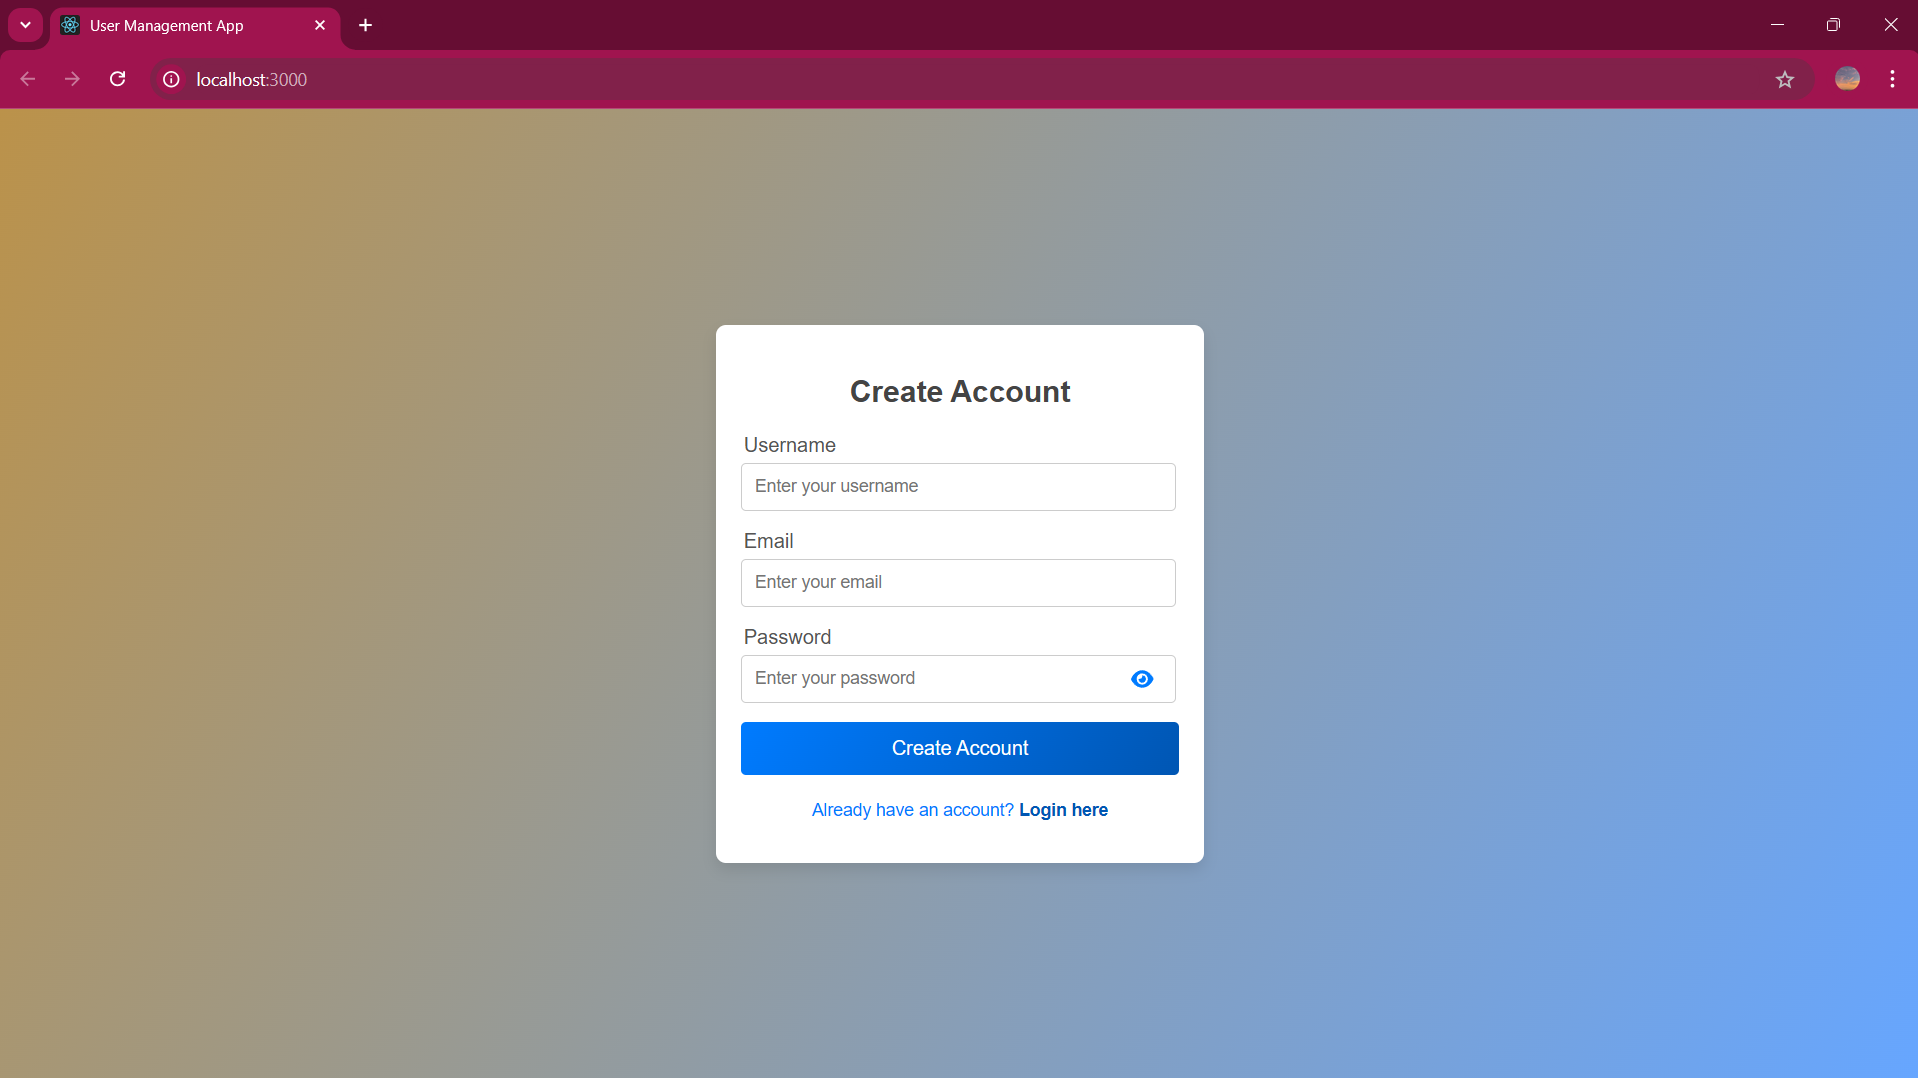 User Management App
localhost:3000
Create Account
Username
Enter your username
Email
Enter your email
Password
Enter your password
Create Account
Already have an account? Login here